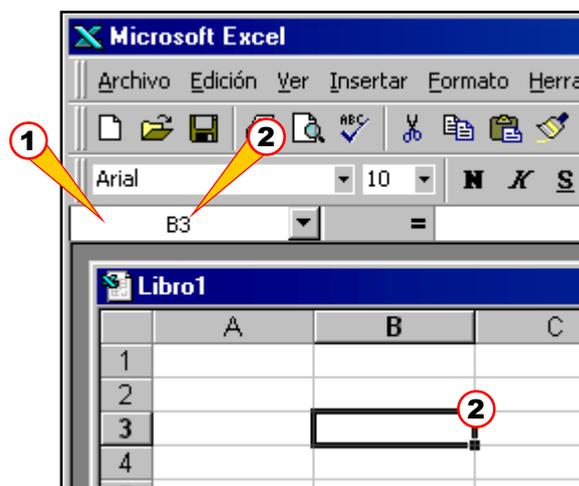 Microsoft Excel
Archivo Edición Ver Insertar Formato Herra
ABC
1
2
Arial 10 N K S
B3 =
Libro1
A B C
1
2
2
3
4